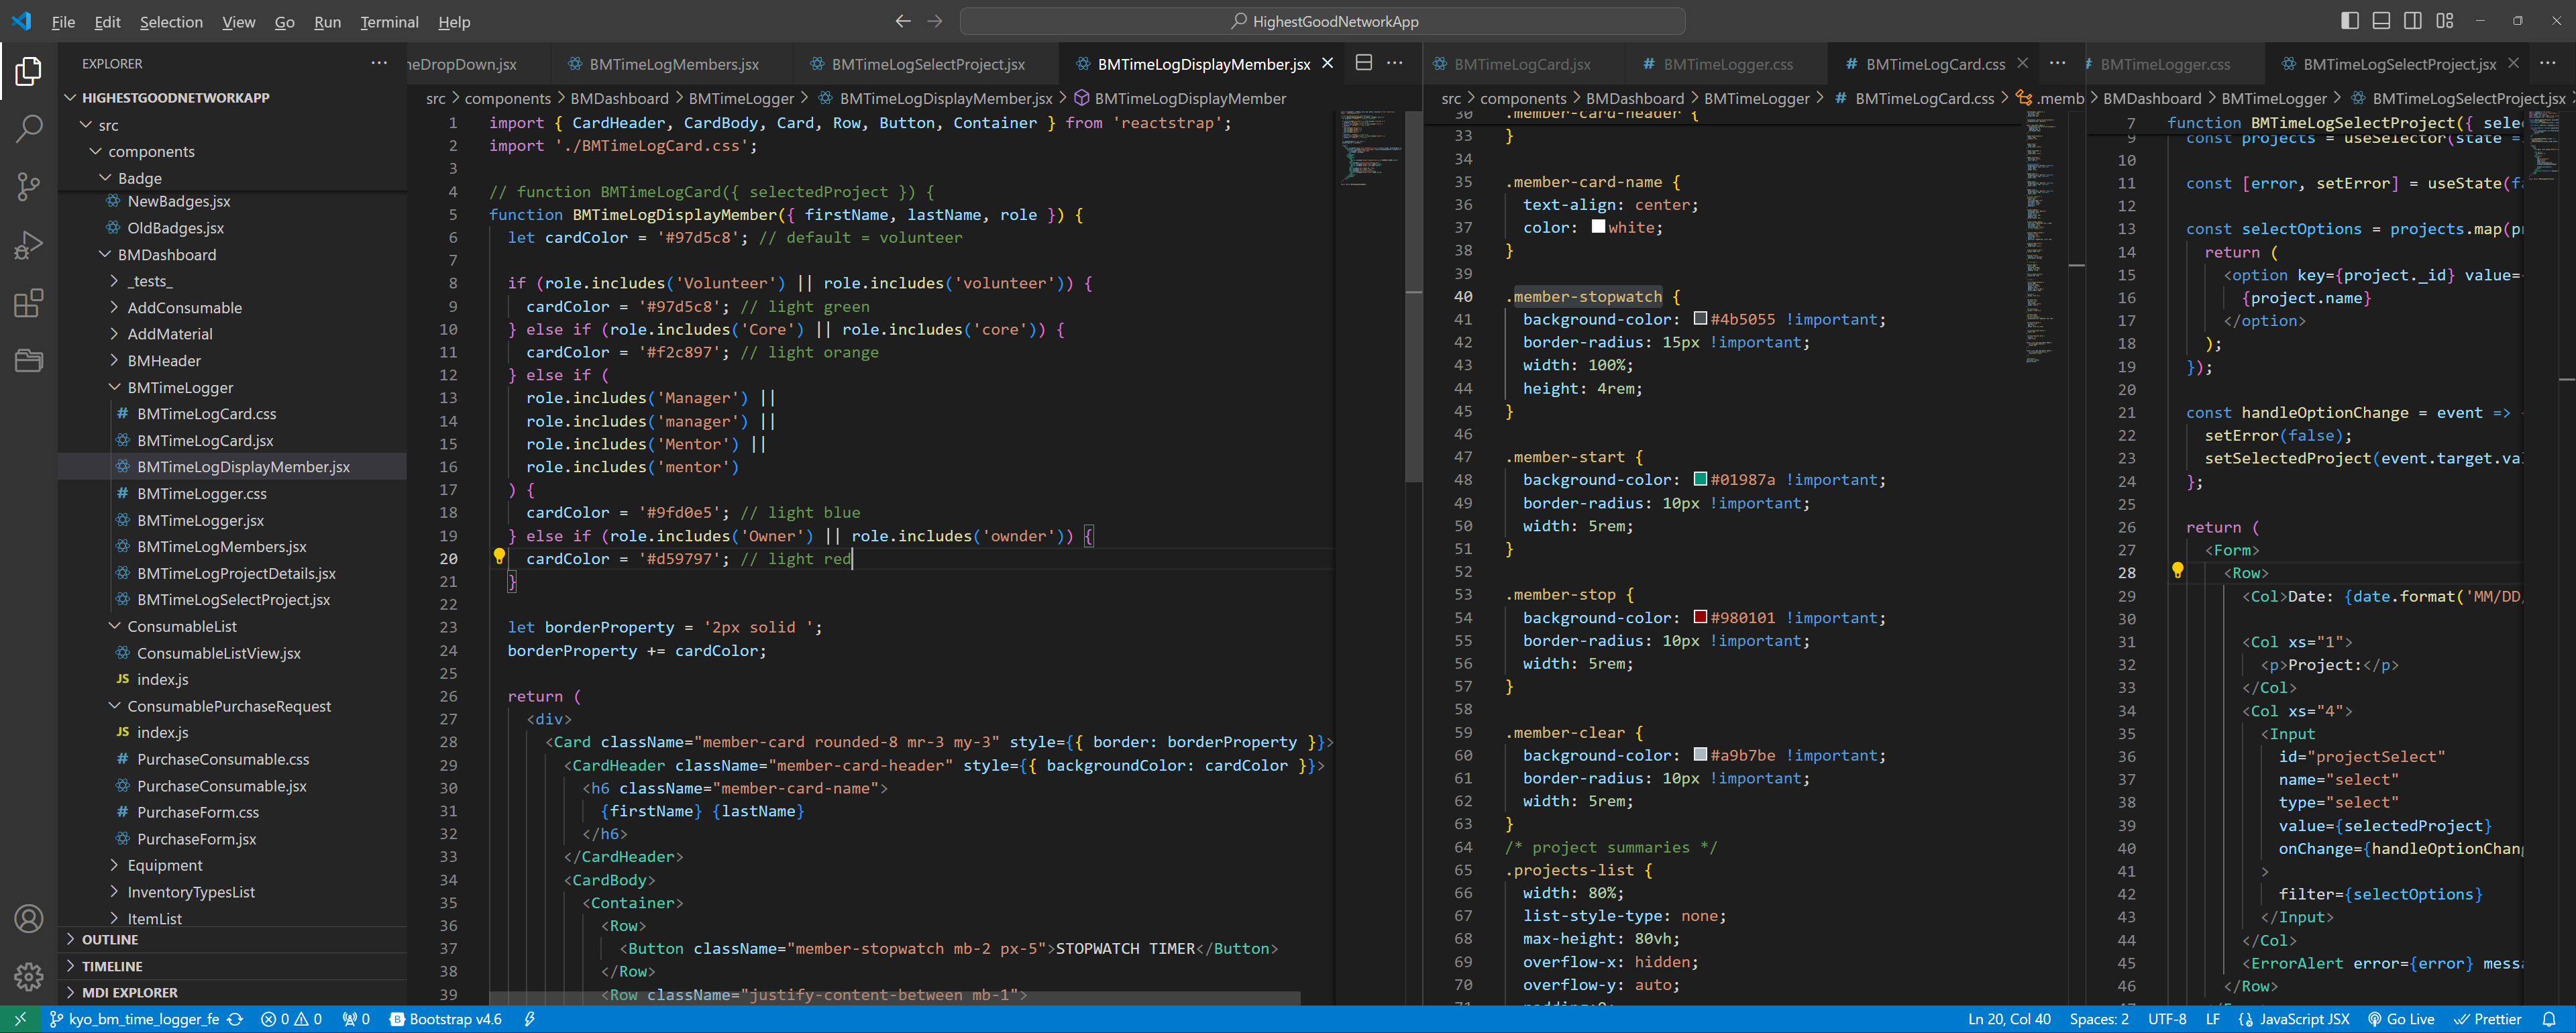 File Edit Selection View Go Run Terminal Help
HighestGoodNetworkApp
EXPLORER
HIGHESTGOODNETWORKAPP
src
components
Badge
NewBadges.jsx
OldBadges.jsx
BMDashboard
_tests_
AddConsumable
AddMaterial
BMHeader
BMTimeLogger
BMTimeLogCard.css
BMTimeLogCard.jsx
BMTimeLogDisplayMember.jsx
BMTimeLogger.css
BMTimeLogger.jsx
BMTimeLogMembers.jsx
BMTimeLogProjectDetails.jsx
BMTimeLogSelectProject.jsx
ConsumableList
ConsumableListView.jsx
JS index.js
ConsumablePurchaseRequest
JS index.js
PurchaseConsumable.css
PurchaseConsumable.jsx
PurchaseForm.css
PurchaseForm.jsx
Equipment
InventoryTypesList
ItemList
OUTLINE
TIMELINE
MDI EXPLORER
neDropDown.jsx BMTimeLogMembers.jsx BMTimeLogSelectProject.jsx BMTimeLogDisplayMember.jsx
src > components > BMDashboard > BMTimeLogger > BMTimeLogDisplayMember.jsx > BMTimeLogDisplayMember
1 import { CardHeader, CardBody, Card, Row, Button, Container } from 'reactstrap';
2 import './BMTimeLogCard.css';
3
4 // function BMTimeLogCard({ selectedProject }) {
5 function BMTimeLogDisplayMember({ firstName, lastName, role }) {
6 let cardColor = '#97d5c8'; // default = volunteer
7
8 if (role.includes('Volunteer') || role.includes('volunteer')) {
9 cardColor = '#97d5c8'; // light green
10 } else if (role.includes('Core') || role.includes('core')) {
11 cardColor = '#f2c897'; // light orange
12 } else if (
13 role.includes('Manager') ||
14 role.includes('manager') ||
15 role.includes('Mentor') ||
16 role.includes('mentor')
17 ) {
18 cardColor = '#9fd0e5'; // light blue
19 } else if (role.includes('Owner') || role.includes('ownder')) {
20 cardColor = '#d59797'; // light red
21 }
22
23 let borderProperty = '2px solid ';
24 borderProperty += cardColor;
25
26 return (
27 <div>
28 <Card className="member-card rounded-8 mr-3 my-3" style={{ border: borderProperty }}>
29 <CardHeader className="member-card-header" style={{ backgroundColor: cardColor }}>
30 <h6 className="member-card-name">
31 {firstName} {lastName}
32 </h6>
33 </CardHeader>
34 <CardBody>
35 <Container>
36 <Row>
37 <Button className="member-stopwatch mb-2 px-5">STOPWATCH TIMER</Button>
38 </Row>
39 <Row className="justify-content-between mb-1">
BMTimeLogCard.jsx # BMTimeLogger.css # BMTimeLogCard.css
src > components > BMDashboard > BMTimeLogger > # BMTimeLogCard.css > .memb
30 .member-card-header {
33 }
34
35 .member-card-name {
36 text-align: center;
37 color: white;
38 }
39
40 .member-stopwatch {
41 background-color: #4b5055 !important;
42 border-radius: 15px !important;
43 width: 100%;
44 height: 4rem;
45 }
46
47 .member-start {
48 background-color: #01987a !important;
49 border-radius: 10px !important;
50 width: 5rem;
51 }
52
53 .member-stop {
54 background-color: #980101 !important;
55 border-radius: 10px !important;
56 width: 5rem;
57 }
58
59 .member-clear {
60 background-color: #a9b7be !important;
61 border-radius: 10px !important;
62 width: 5rem;
63 }
64 /* project summaries */
65 .projects-list {
66 width: 80%;
67 list-style-type: none;
68 max-height: 80vh;
69 overflow-x: hidden;
70 overflow-y: auto;
# BMTimeLogger.css BMTimeLogSelectProject.jsx
> BMDashboard > BMTimeLogger > BMTimeLogSelectProject.jsx
7 function BMTimeLogSelectProject({ sele
9 const projects = useSelector(state =
10
11 const [error, setError] = useState(fa
12
13 const selectOptions = projects.map(p
14 return (
15 <option key={project._id} value=
16 {project.name}
17 </option>
18 );
19 });
20
21 const handleOptionChange = event =>
22 setError(false);
23 setSelectedProject(event.target.va
24 };
25
26 return (
27 <Form>
28 <Row>
29 <Col>Date: {date.format('MM/DD
30
31 <Col xs="1">
32 <p>Project:</p>
33 </Col>
34 <Col xs="4">
35 <Input
36 id="projectSelect"
37 name="select"
38 type="select"
39 value={selectedProject}
40 onChange={handleOptionChan
41 >
42 filter={selectOptions}
43 </Input>
44 </Col>
45 <ErrorAlert error={error} messa
46 </Row>
kyo_bm_time_logger_fe 0 0 0 Bootstrap v4.6
Ln 20, Col 40 Spaces: 2 UTF-8 LF JavaScript JSX Go Live Prettier